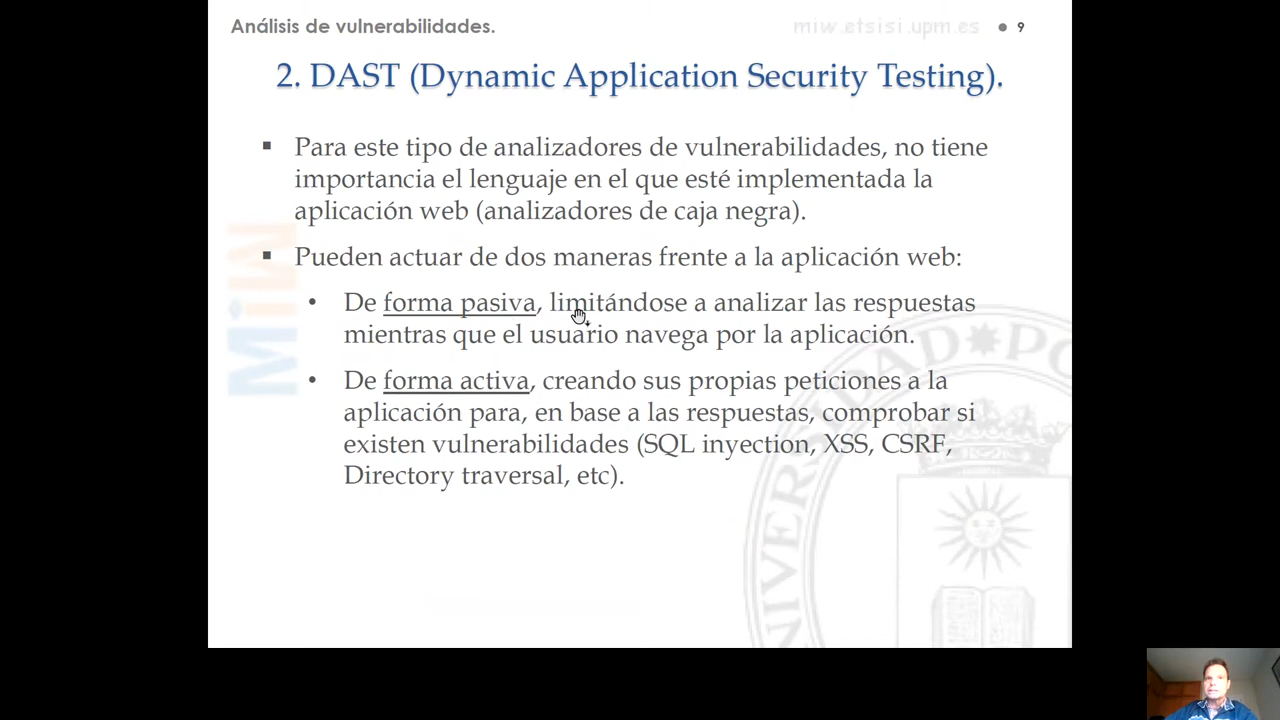 Análisis de vulnerabilidades.
miw.etsisi.upm.es
9
2. DAST (Dynamic Application Security Testing).
Para este tipo de analizadores de vulnerabilidades, no tiene
importancia el lenguaje en el que esté implementada la
aplicación web (analizadores de caja negra).
Pueden actuar de dos maneras frente a la aplicación web:
De forma pasiva, limitándose a analizar las respuestas
mientras que el usuario navega por la aplicación.
De forma activa, creando sus propias peticiones a la
aplicación para, en base a las respuestas, comprobar si
existen vulnerabilidades (SQL inyection, XSS, CSRF,
Directory traversal, etc).
MiW
UNIVERSIDAD PO